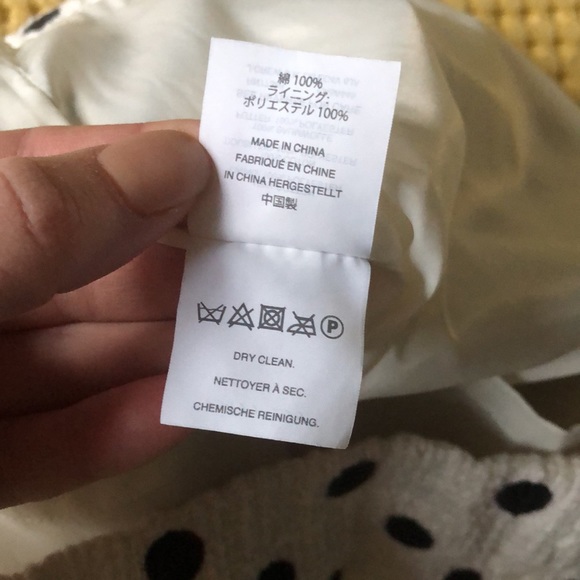 綿 100%
ライニング:
ポリエステル 100%
MADE IN CHINA
FABRIQUÉ EN CHINE
IN CHINA HERGESTELLT
中国製
P
DRY CLEAN.
NETTOYER À SEC.
CHEMISCHE REINIGUNG.